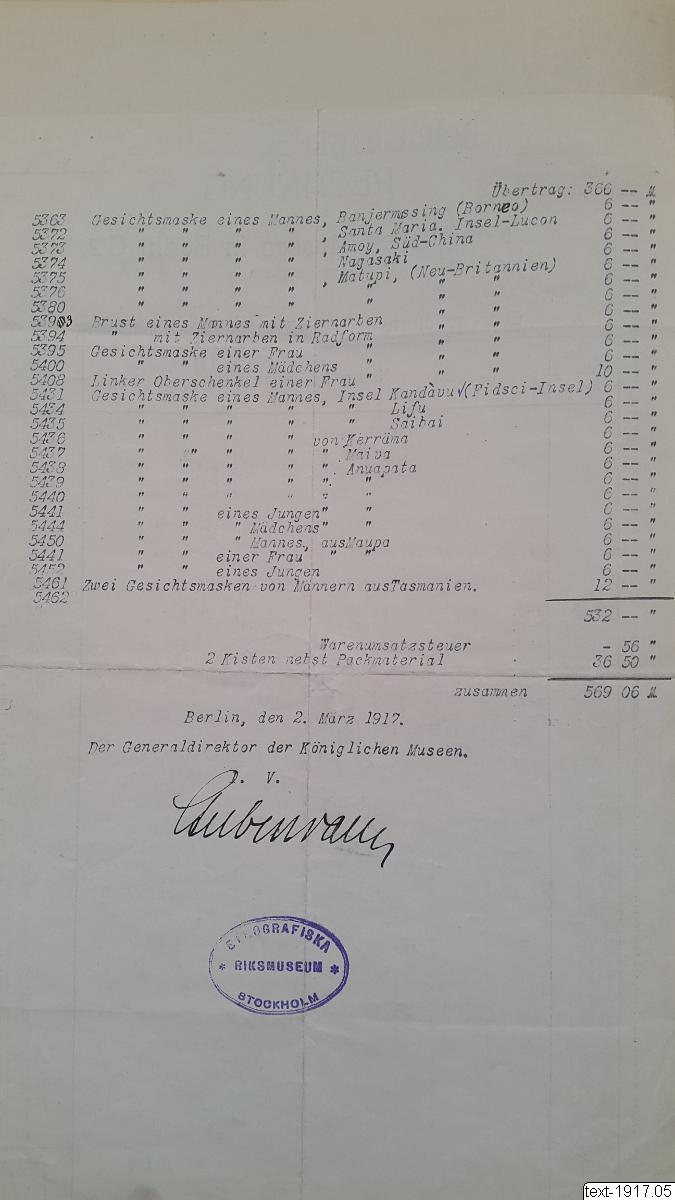 Übertrag: 366 -- M
5363 Gesichtsmaske eines Mannes, Banjermssing (Borneo) 6 -- "
5372 " " " " , Santa Maria. Insel-Lucon 6 -- "
5373 " " " " , Amoy, Süd-China 6 -- "
5374 " " " " Nagasaki 6 -- "
5375 " " " " , Matupi, (Neu-Britannien) 6 -- "
5376 " " " " " " " 6 -- "
5380 " " " " " " " 6 -- "
53903 Brust eines Mannes mit Ziernarben " " 6 -- "
5394 " mit Ziernarben in Radform " " 6 -- "
5395 Gesichtsmaske einer Frau " " " 6 -- "
5400 " " eines Mädchens " " " 6 -- "
5408 Linker Oberschenkel einer Frau " " " 10 -- "
5431 Gesichtsmaske eines Mannes, Insel Kandavu (Fidsci-Insel) 6 -- "
5434 " " " " " Lifu 6 -- "
5435 " " " " " Saibai 6 -- "
5436 " " " " von Kerräma 6 -- "
5437 " " " " " Maiva 6 -- "
5438 " " " " " Anuapata 6 -- "
5439 " " " " " " 6 -- "
5440 " " " " " " 6 -- "
5441 " " eines Jungen " " 6 -- "
5444 " " " Mädchens " " 6 -- "
5450 " " " Mannes, aus Maupa 6 -- "
5441 " " einer Frau " " 6 -- "
5452 " " eines Jungen 6 -- "
5461 Zwei Gesichtsmasken von Männern aus Tasmanien. 12 -- "
5462
532 -- "
Warenumsatzsteuer - 56 "
2 Kisten nebst Packmaterial 36 50 "
zusammen 569 06 M
Berlin, den 2. März 1917.
Der Generaldirektor der Königlichen Museen.
I. V.
ETNOGRAFISKA
* RIKSMUSEUM *
STOCKHOLM
text-1917.05